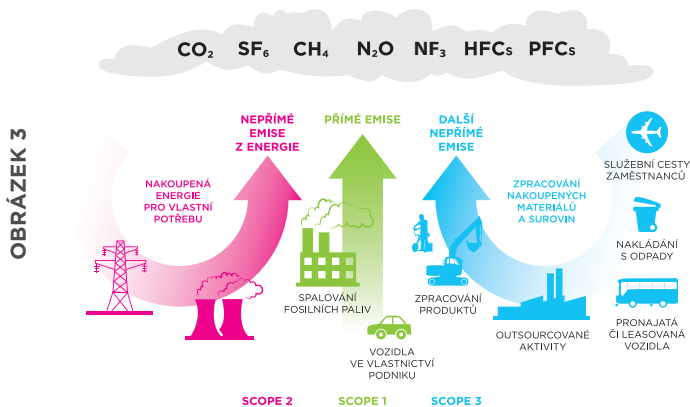 OBRÁZEK 3
CO₂ SF₆ CH₄ N₂O NF₃ HFCs PFCs
NEPŘÍMÉ
EMISE
Z ENERGIE
PŘÍMÉ EMISE
DALŠÍ
NEPŘÍMÉ
EMISE
NAKOUPENÁ
ENERGIE
PRO VLASTNÍ
POTŘEBU
SPALOVÁNÍ
FOSILNÍCH PALIV
VOZIDLA
VE VLASTNICTVÍ
PODNIKU
ZPRACOVÁNÍ
NAKOUPENÝCH
MATERIÁLŮ
A SUROVIN
ZPRACOVÁNÍ
PRODUKTŮ
OUTSOURCOVANÉ
AKTIVITY
SLUŽEBNÍ CESTY
ZAMĚSTNANCŮ
NAKLÁDÁNÍ
S ODPADY
PRONAJATÁ
ČI LEASOVANÁ
VOZIDLA
SCOPE 2
SCOPE 1
SCOPE 3